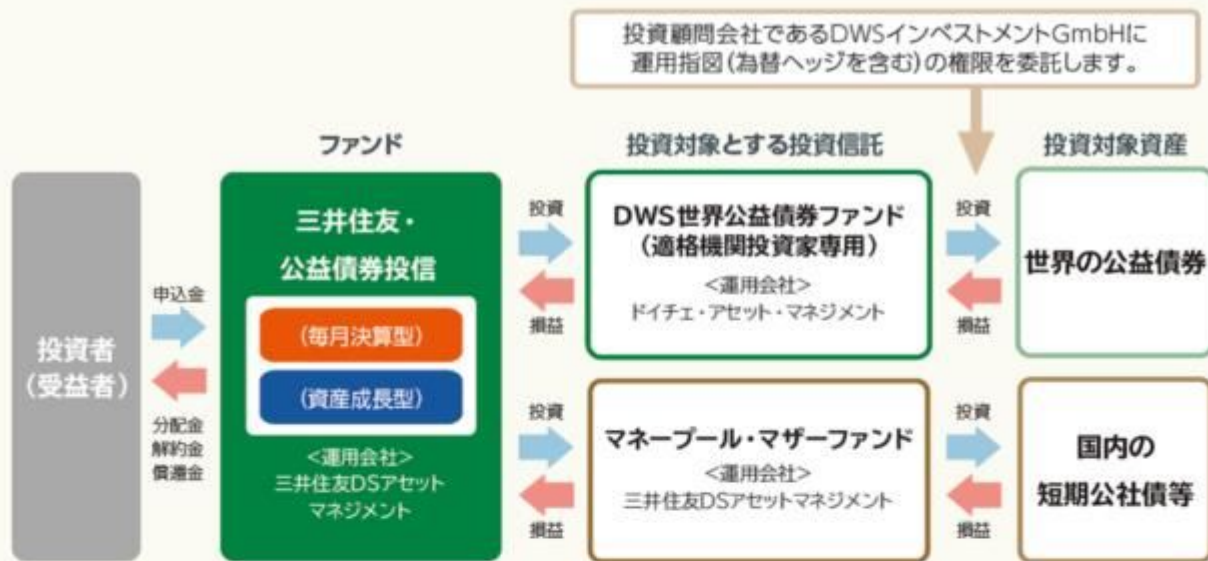 投資顧問会社であるDWSインベストメントGmbHに
運用指図(為替ヘッジを含む)の権限を委託します。
ファンド
投資対象とする投資信託
投資対象資産
投資者
(受益者)
申込金
分配金
解約金
償還金
三井住友・
公益債券投信
(毎月決算型)
(資産成長型)
<運用会社>
三井住友DSアセット
マネジメント
投資
損益
DWS世界公益債券ファンド
(適格機関投資家専用)
<運用会社>
ドイチェ・アセット・マネジメント
投資
損益
世界の公益債券
投資
損益
マネープール・マザーファンド
<運用会社>
三井住友DSアセットマネジメント
投資
損益
国内の
短期公社債等